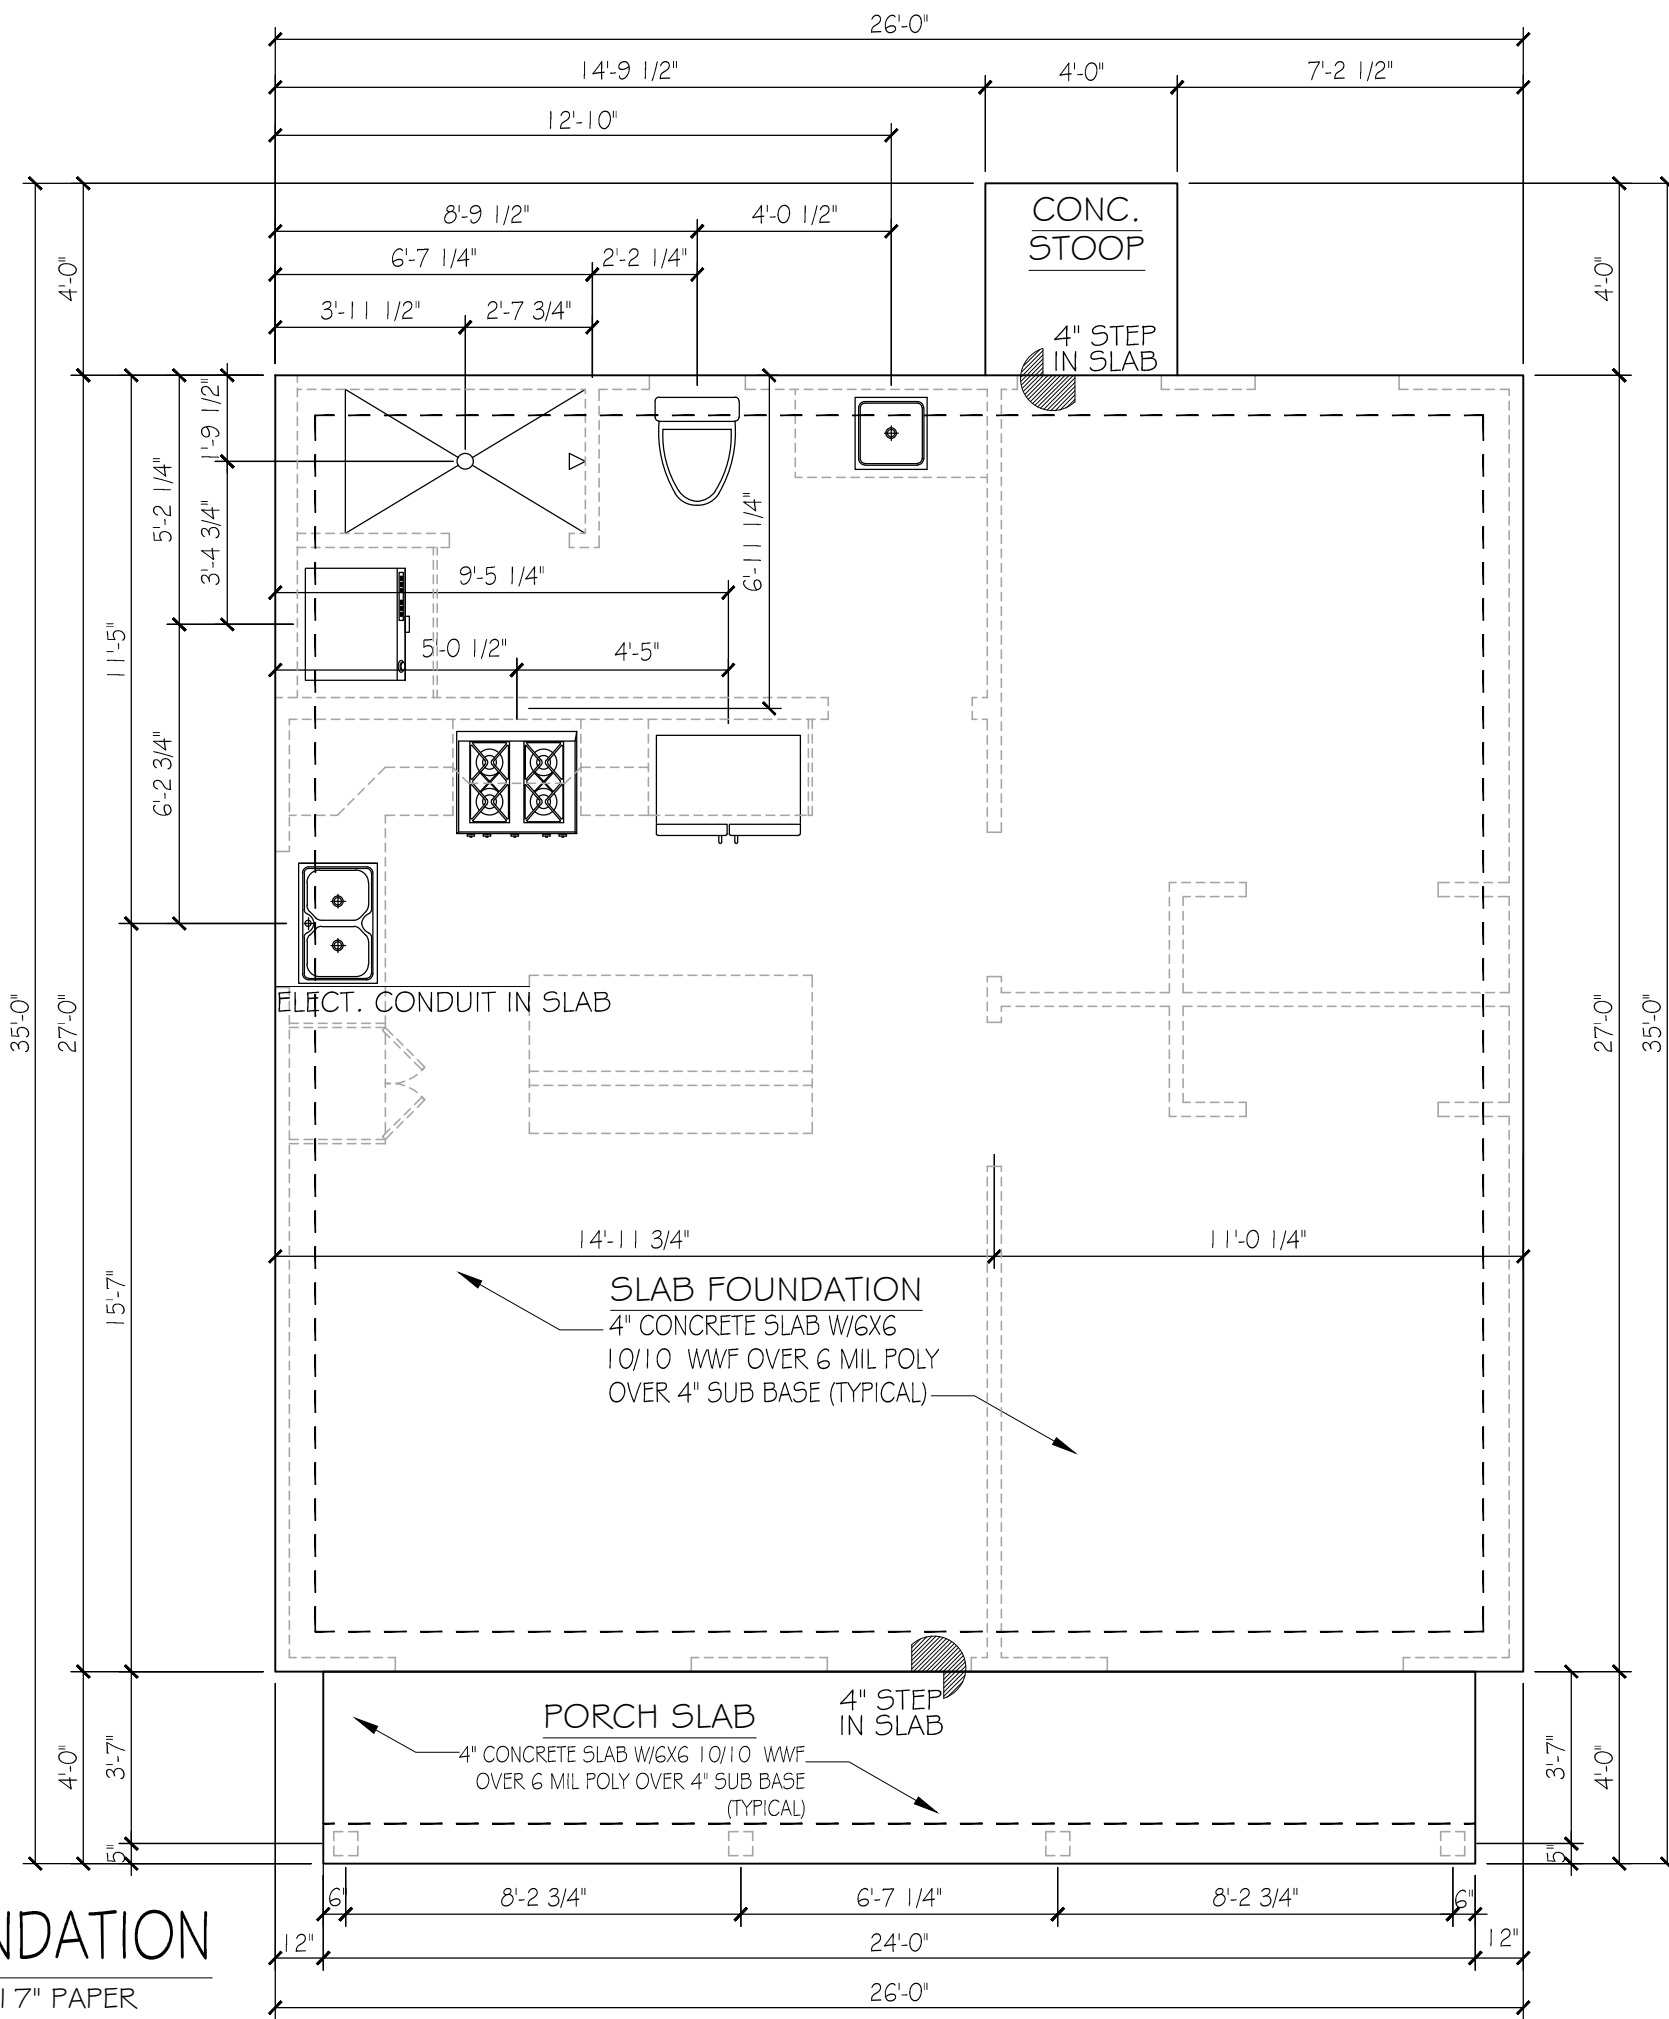 26'-0"
14'-9 1/2"
4'-0"
7'-2 1/2"
12'-10"
8'-9 1/2"
4'-0 1/2"
CONC.
STOOP
6'-7 1/4"
2'-2 1/4"
4'-0"
4'-0"
3'-11 1/2"
2'-7 3/4"
4" STEP
IN SLAB
1'-9 1/2"
5'-2 1/4"
3'-4 3/4"
6'-11 1/4"
9'-5 1/4"
11'-5"
5'-0 1/2"
4'-5"
6'-2 3/4"
ELECT. CONDUIT IN SLAB
35'-0"
27'-0"
27'-0"
35'-0"
14'-11 3/4"
11'-0 1/4"
15'-7"
SLAB FOUNDATION
4" CONCRETE SLAB W/6X6
10/10 WWF OVER 6 MIL POLY
OVER 4" SUB BASE (TYPICAL)
4" STEP
IN SLAB
PORCH SLAB
4" CONCRETE SLAB W/6X6 10/10 WWF
OVER 6 MIL POLY OVER 4" SUB BASE
(TYPICAL)
4'-0"
3'-7"
3'-7"
4'-0"
5"
5"
6"
8'-2 3/4"
6'-7 1/4"
8'-2 3/4"
6"
NDATION
12"
24'-0"
12"
17" PAPER
26'-0"